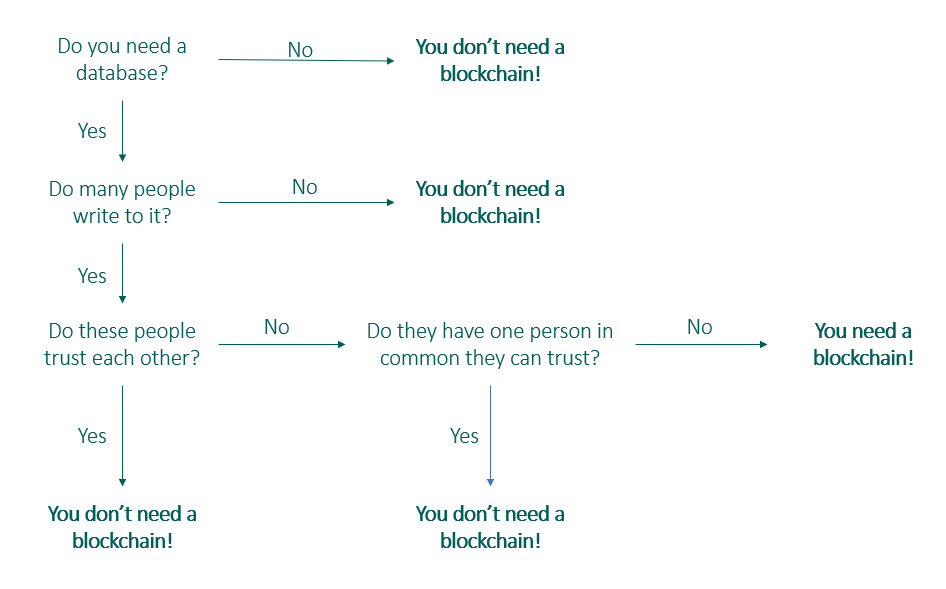 Do you need a
database?
No
You don't need a
blockchain!
Yes
Do many people
write to it?
No
You don't need a
blockchain!
Yes
Do these people
trust each other?
No
Do they have one person in
common they can trust?
No
You need a
blockchain!
Yes
Yes
You don't need a
blockchain!
You don't need a
blockchain!